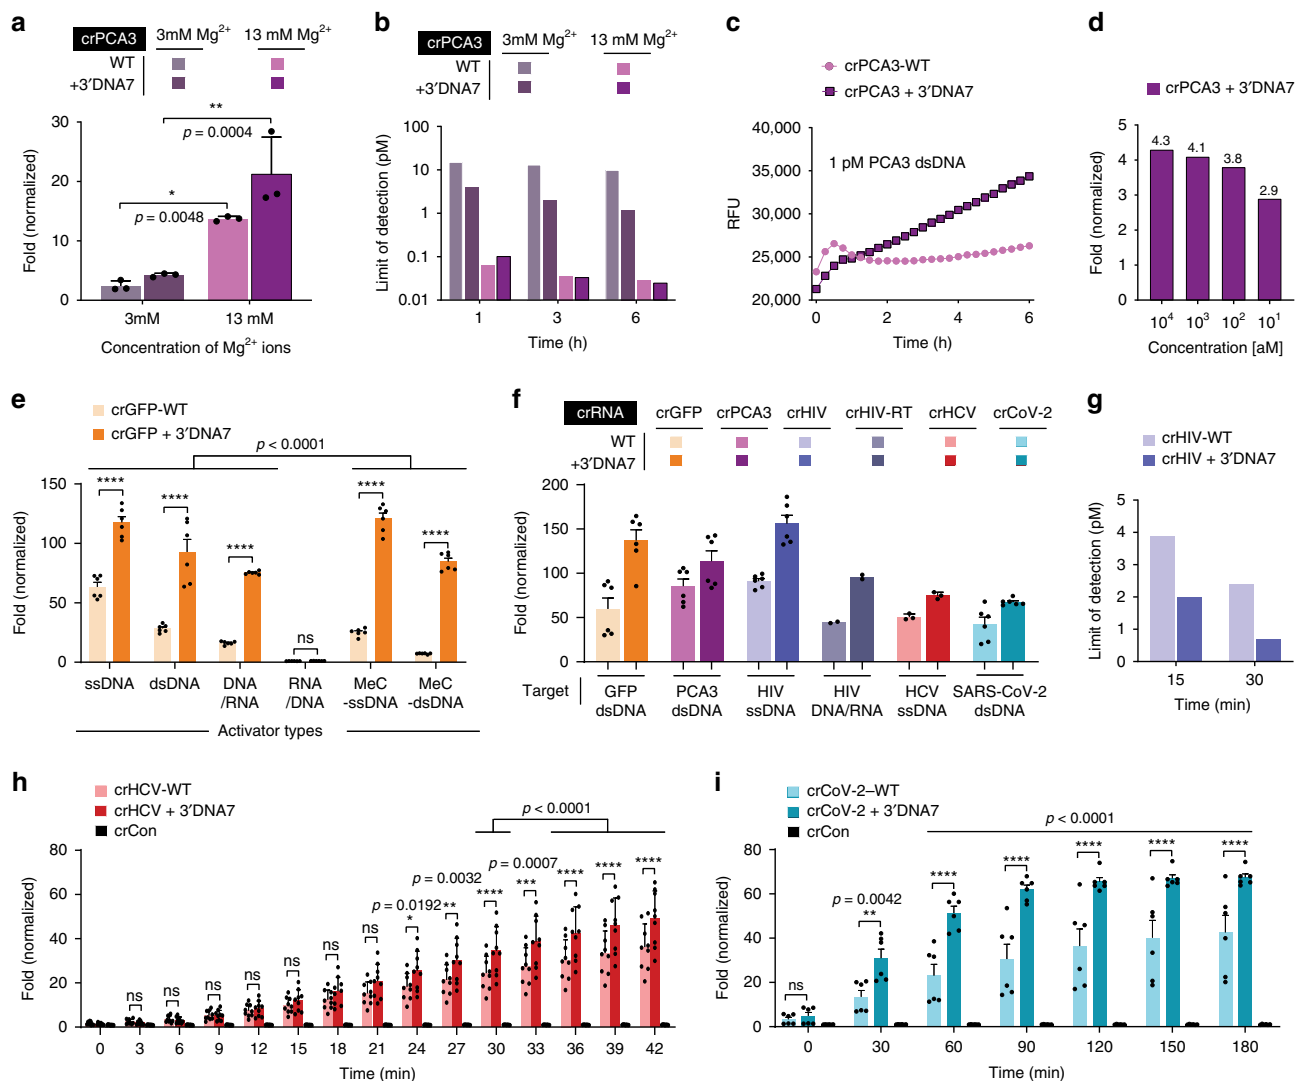 a
crPCA3
3mM Mg²⁺
13 mM Mg²⁺
WT
+3′DNA7
**
p = 0.0004
*
p = 0.0048
Fold (normalized)
30
20
10
0
3mM
13 mM
Concentration of Mg²⁺ ions
b
crPCA3
3mM Mg²⁺
13 mM Mg²⁺
WT
+3′DNA7
Limit of detection (pM)
100
10
1
0.1
0.01
1
3
6
Time (h)
c
crPCA3-WT
crPCA3 + 3′DNA7
1 pM PCA3 dsDNA
RFU
40,000
35,000
30,000
25,000
20,000
0
2
4
6
Time (h)
d
crPCA3 + 3′DNA7
Fold (normalized)
5
4
3
2
1
0
4.3
4.1
3.8
2.9
10⁴
10³
10²
10¹
Concentration [aM]
e
crGFP-WT
crGFP + 3′DNA7
p < 0.0001
****
****
****
ns
****
****
Fold (normalized)
150
100
50
0
ssDNA
dsDNA
DNA
/RNA
RNA
/DNA
MeC
-ssDNA
MeC
-dsDNA
Activator types
f
crRNA
crGFP
crPCA3
crHIV
crHIV-RT
crHCV
crCoV-2
WT
+3′DNA7
Fold (normalized)
200
150
100
50
0
Target
GFP
dsDNA
PCA3
dsDNA
HIV
ssDNA
HIV
DNA/RNA
HCV
ssDNA
SARS-CoV-2
dsDNA
g
crHIV-WT
crHIV + 3′DNA7
Limit of detection (pM)
5
4
3
2
1
0
15
30
Time (min)
h
crHCV-WT
crHCV + 3′DNA7
crCon
p < 0.0001
p = 0.0007
p = 0.0032
p = 0.0192
ns
ns
ns
ns
ns
ns
ns
*
**
****
***
****
****
****
Fold (normalized)
80
60
40
20
0
0
3
6
9
12
15
18
21
24
27
30
33
36
39
42
Time (min)
i
crCoV-2–WT
crCoV-2 + 3′DNA7
crCon
p < 0.0001
p = 0.0042
ns
**
****
****
****
****
****
Fold (normalized)
80
60
40
20
0
0
30
60
90
120
150
180
Time (min)